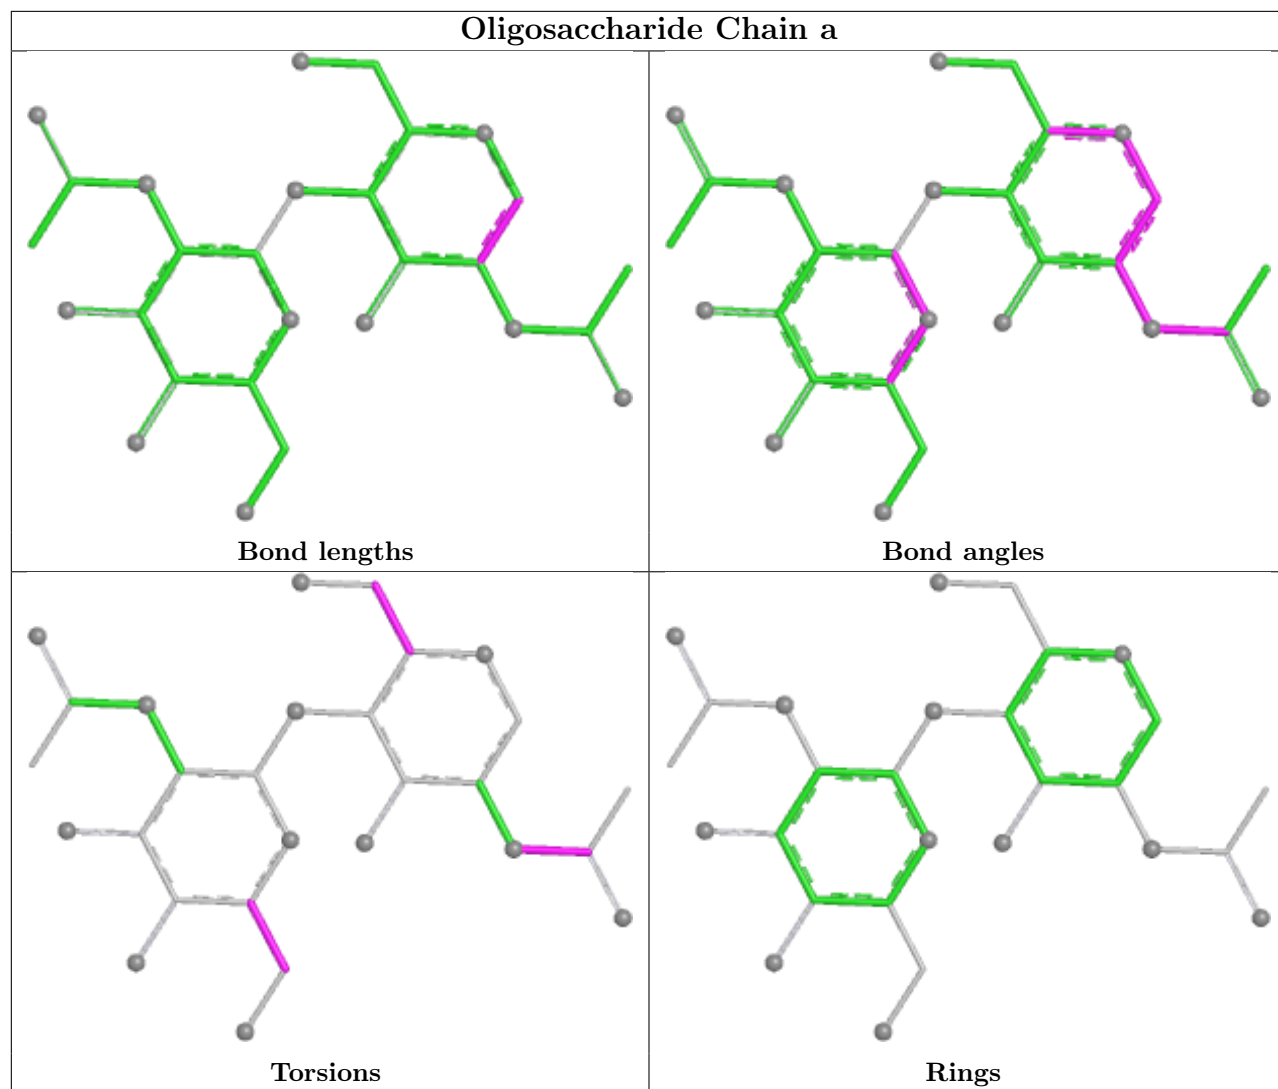 Oligosaccharide Chain a
Bond lengths
Bond angles
Torsions
Rings